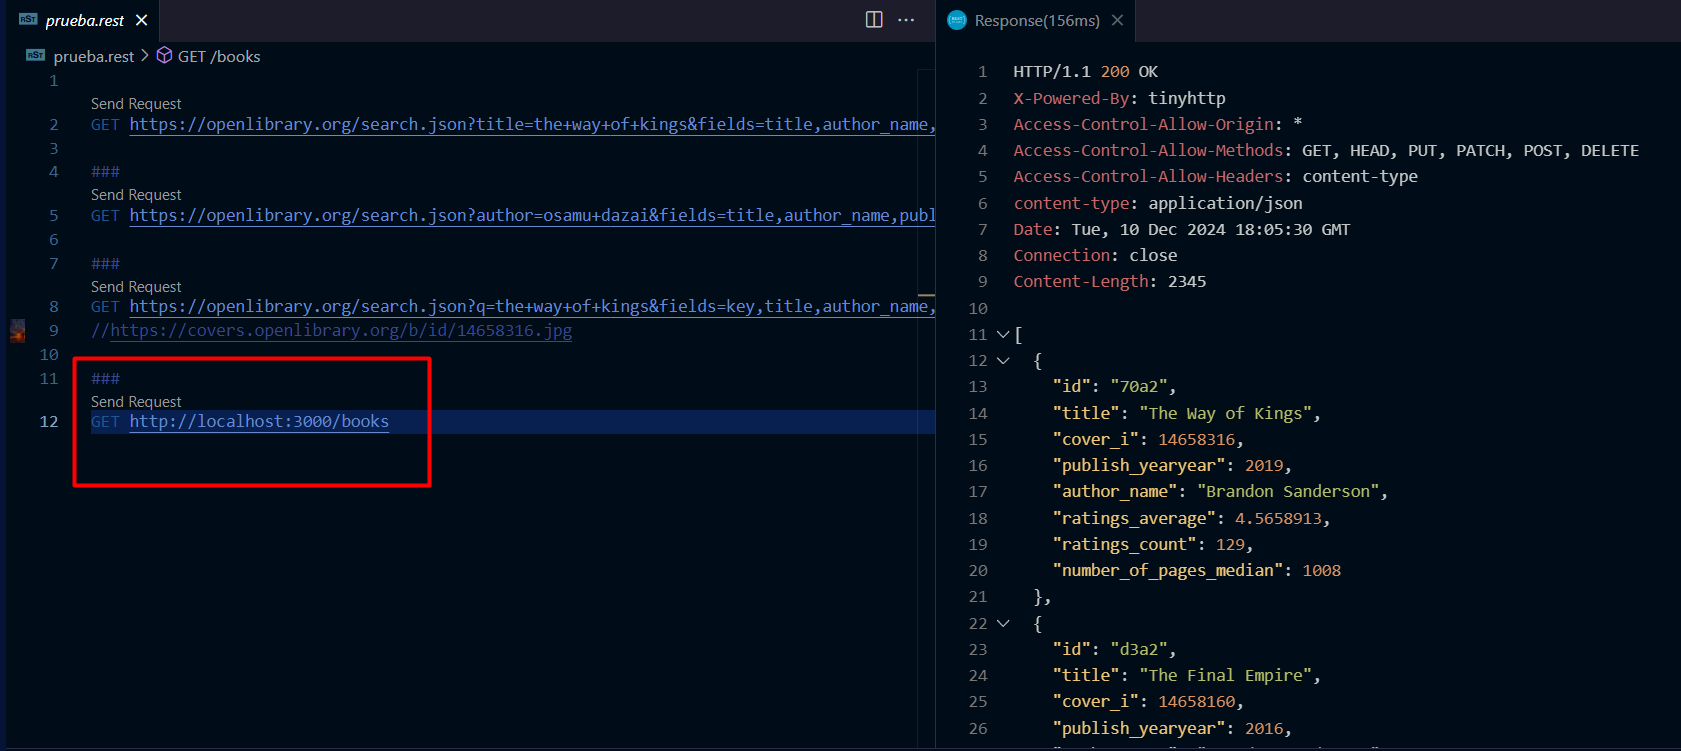 prueba.rest
prueba.rest > GET /books
1
Send Request
2 GET https://openlibrary.org/search.json?title=the+way+of+kings&fields=title,author_name,
3
4 ###
Send Request
5 GET https://openlibrary.org/search.json?author=osamu+dazai&fields=title,author_name,publ
6
7 ###
Send Request
8 GET https://openlibrary.org/search.json?q=the+way+of+kings&fields=key,title,author_name,
9 //https://covers.openlibrary.org/b/id/14658316.jpg
10
11 ###
Send Request
12 GET http://localhost:3000/books
Response(156ms)
1 HTTP/1.1 200 OK
2 X-Powered-By: tinyhttp
3 Access-Control-Allow-Origin: *
4 Access-Control-Allow-Methods: GET, HEAD, PUT, PATCH, POST, DELETE
5 Access-Control-Allow-Headers: content-type
6 content-type: application/json
7 Date: Tue, 10 Dec 2024 18:05:30 GMT
8 Connection: close
9 Content-Length: 2345
10
11 [
12 {
13 "id": "70a2",
14 "title": "The Way of Kings",
15 "cover_i": 14658316,
16 "publish_yearyear": 2019,
17 "author_name": "Brandon Sanderson",
18 "ratings_average": 4.5658913,
19 "ratings_count": 129,
20 "number_of_pages_median": 1008
21 },
22 {
23 "id": "d3a2",
24 "title": "The Final Empire",
25 "cover_i": 14658160,
26 "publish_yearyear": 2016,